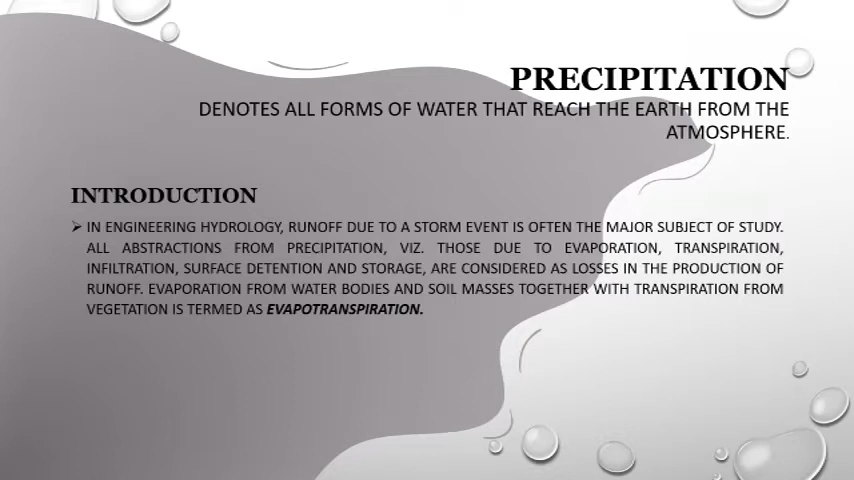 PRECIPITATION
DENOTES ALL FORMS OF WATER THAT REACH THE EARTH FROM THE
ATMOSPHERE.
INTRODUCTION
➢ IN ENGINEERING HYDROLOGY, RUNOFF DUE TO A STORM EVENT IS OFTEN THE MAJOR SUBJECT OF STUDY.
ALL ABSTRACTIONS FROM PRECIPITATION, VIZ. THOSE DUE TO EVAPORATION, TRANSPIRATION,
INFILTRATION, SURFACE DETENTION AND STORAGE, ARE CONSIDERED AS LOSSES IN THE PRODUCTION OF
RUNOFF. EVAPORATION FROM WATER BODIES AND SOIL MASSES TOGETHER WITH TRANSPIRATION FROM
VEGETATION IS TERMED AS EVAPOTRANSPIRATION.